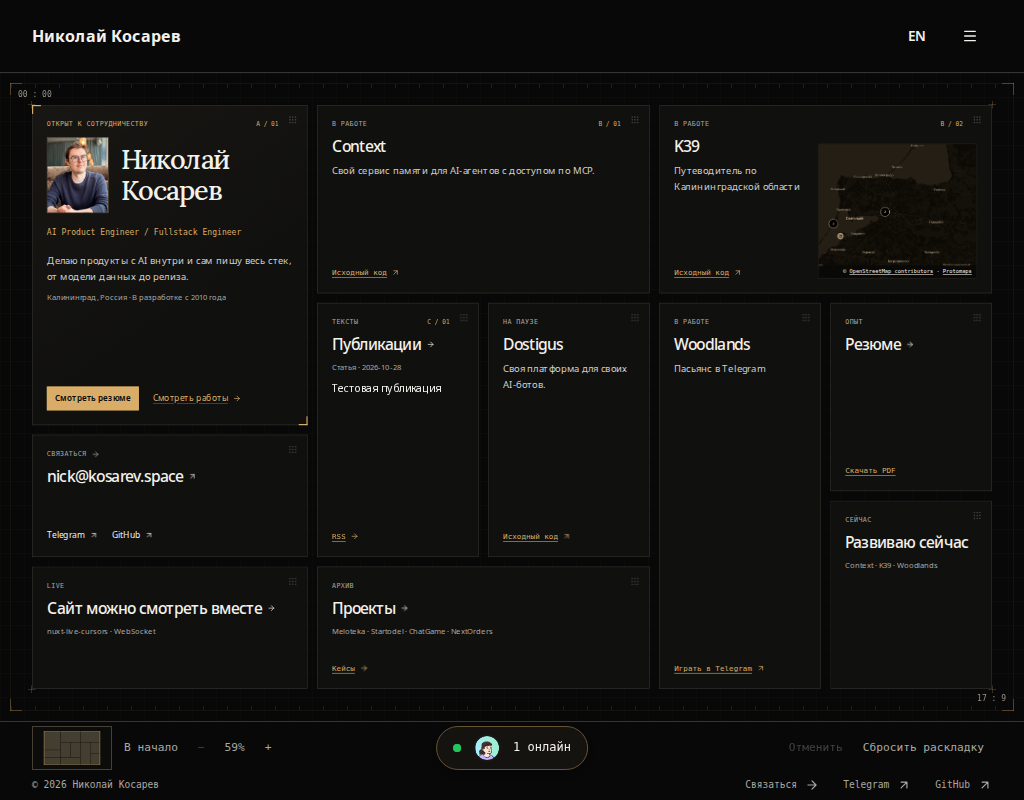 Николай Косарев
EN
00 : 00
ОТКРЫТ К СОТРУДНИЧЕСТВУ
A / 01
Николай
Косарев
AI Product Engineer / Fullstack Engineer
Делаю продукты с AI внутри и сам пишу весь стек,
от модели данных до релиза.
Калининград, Россия · В разработке с 2010 года
Смотреть резюме
Смотреть работы →
В РАБОТЕ
B / 01
Context
Свой сервис памяти для AI-агентов с доступом по MCP.
Исходный код ↗
В РАБОТЕ
B / 02
K39
Путеводитель по
Калининградской области
Исходный код ↗
© OpenStreetMap contributors · Protomaps
ТЕКСТЫ
C / 01
Публикации →
Статья · 2026-10-28
Тестовая публикация
RSS →
НА ПАУЗЕ
Dostigus
Своя платформа для своих
AI-ботов.
Исходный код ↗
В РАБОТЕ
Woodlands
Пасьянс в Telegram
Играть в Telegram ↗
ОПЫТ
Резюме →
Скачать PDF
СВЯЗАТЬСЯ →
nick@kosarev.space ↗
Telegram ↗
GitHub ↗
СЕЙЧАС
Развиваю сейчас
Context · K39 · Woodlands
LIVE
Сайт можно смотреть вместе →
nuxt-live-cursors · WebSocket
АРХИВ
Проекты →
Meloteka · Startodel · ChatGame · NextOrders
Кейсы →
17 : 9
В начало
−
59%
+
1 онлайн
Отменить
Сбросить раскладку
© 2026 Николай Косарев
Связаться →
Telegram ↗
GitHub ↗